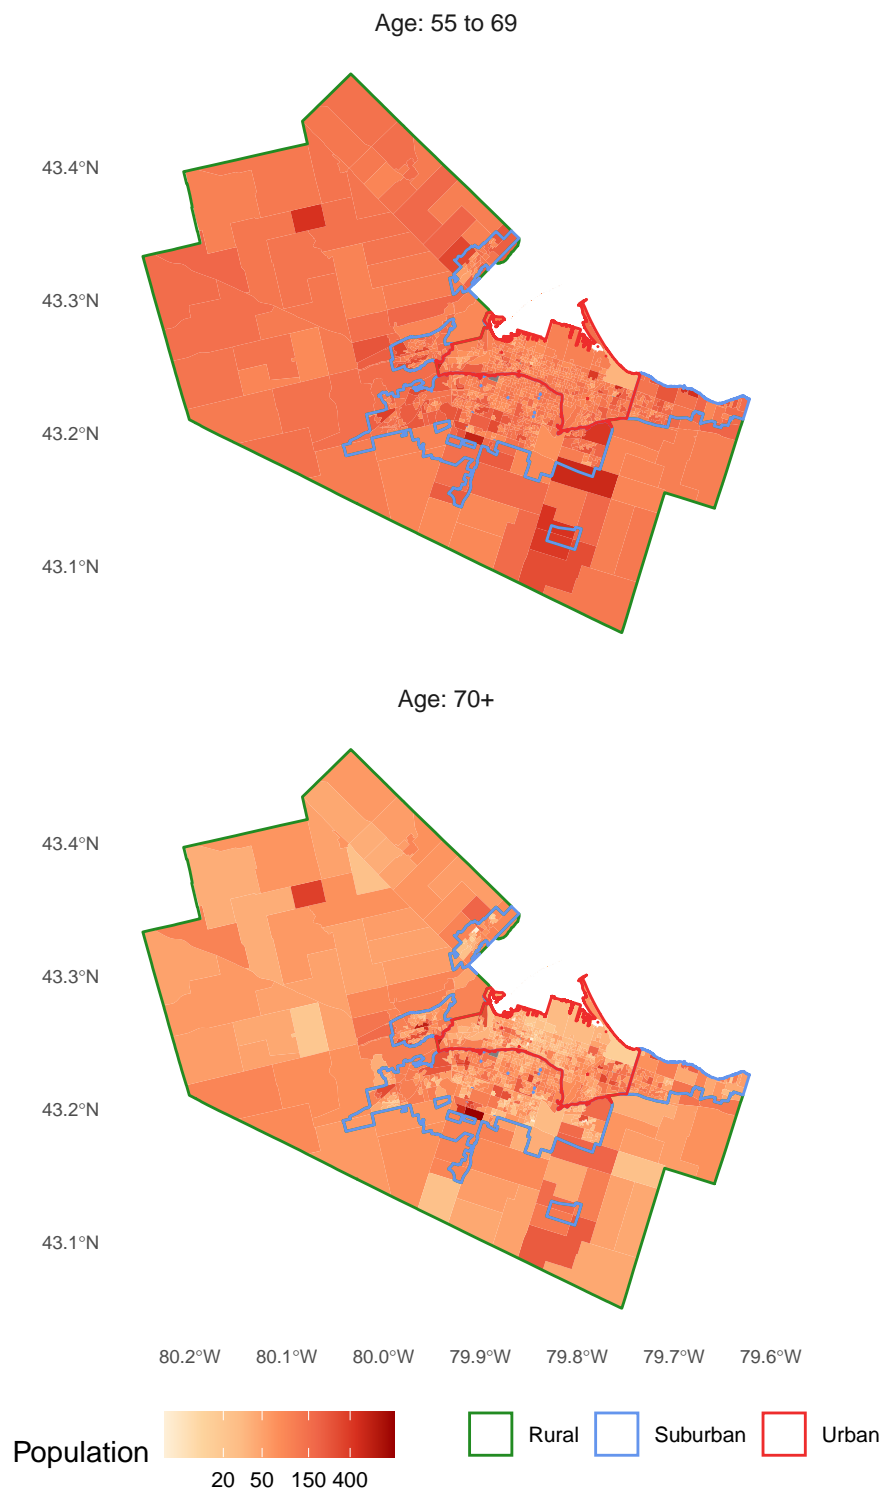 Age: 55 to 69
43.4°N
43.3°N
43.2°N
43.1°N
Age: 70+
43.4°N
43.3°N
43.2°N
43.1°N
80.2°W 80.1°W 80.0°W 79.9°W 79.8°W 79.7°W 79.6°W
Population
20 50 150 400
Rural Suburban Urban